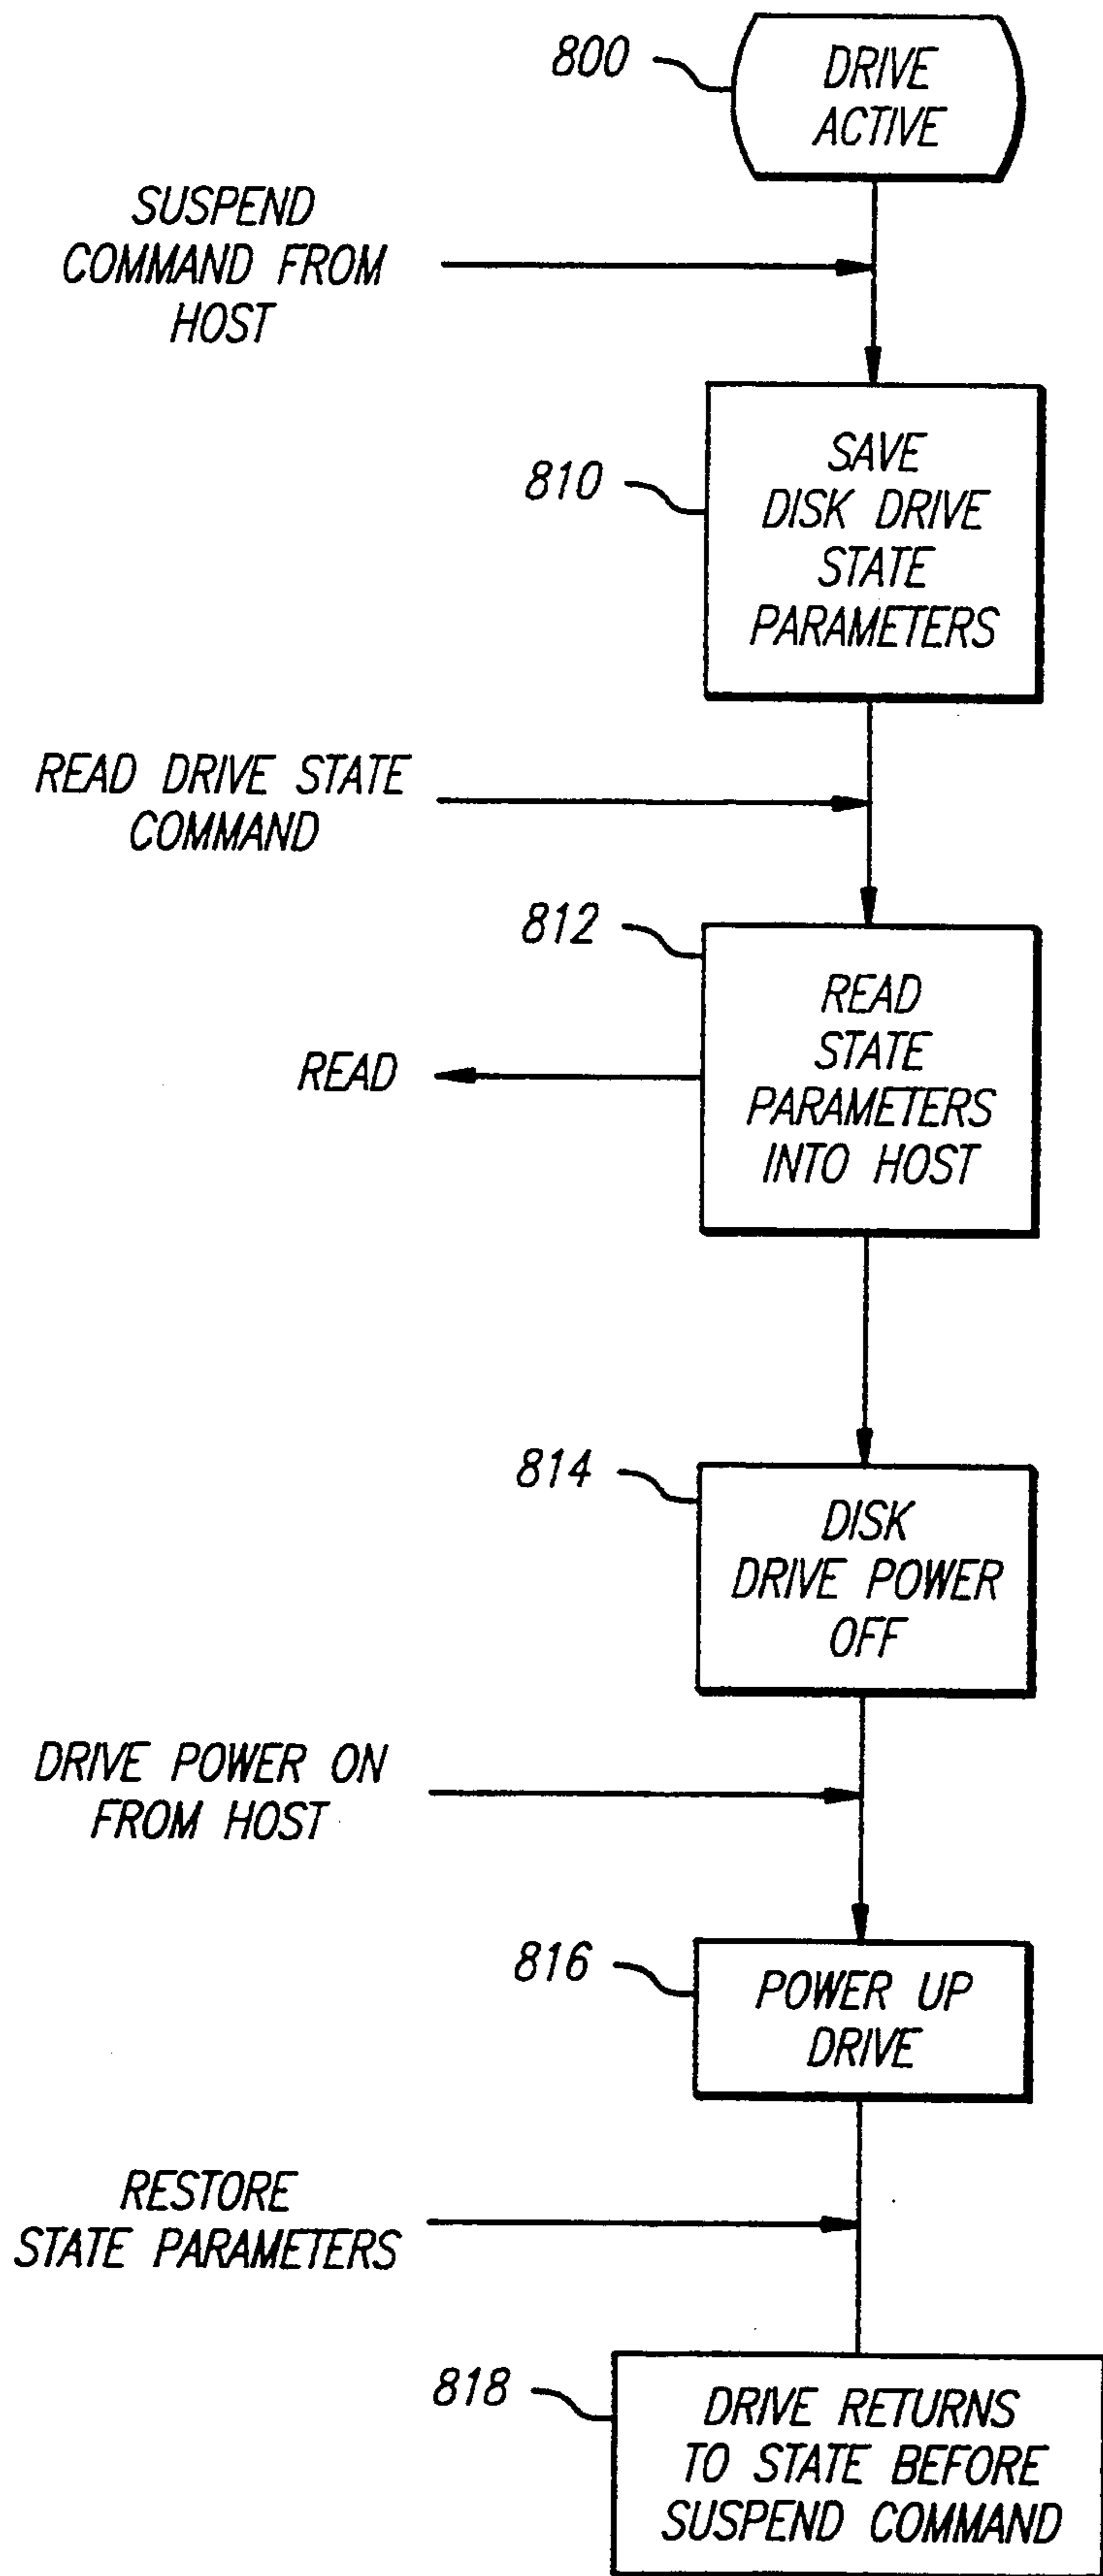 800
DRIVE
ACTIVE
SUSPEND
COMMAND FROM
HOST
810
SAVE
DISK DRIVE
STATE
PARAMETERS
READ DRIVE STATE
COMMAND
812
READ
STATE
PARAMETERS
INTO HOST
READ
814
DISK
DRIVE POWER
OFF
DRIVE POWER ON
FROM HOST
816
POWER UP
DRIVE
RESTORE
STATE PARAMETERS
818
DRIVE RETURNS
TO STATE BEFORE
SUSPEND COMMAND